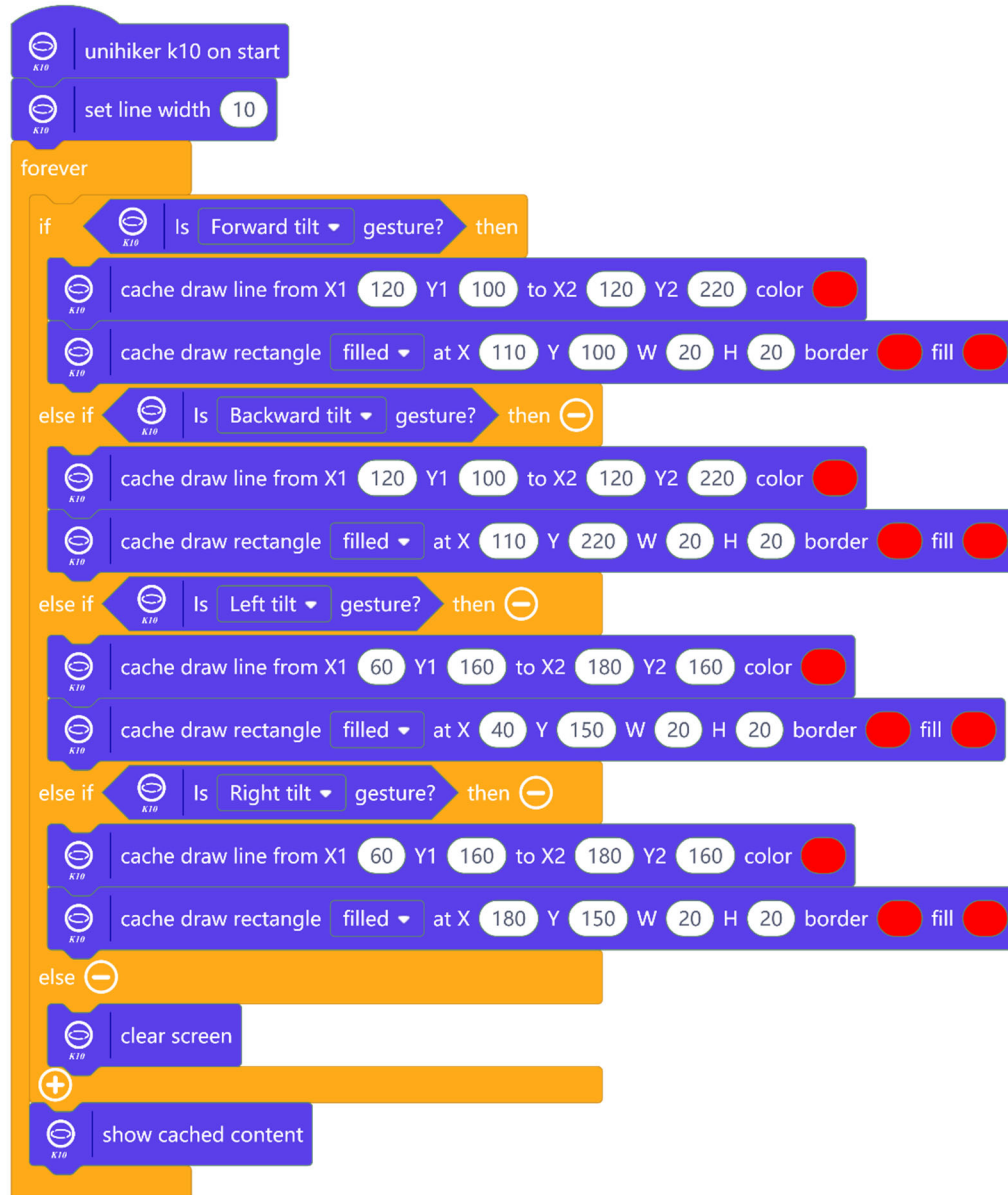 K10 unihiker k10 on start
K10 set line width 10
forever
if K10 Is Forward tilt gesture? then
K10 cache draw line from X1 120 Y1 100 to X2 120 Y2 220 color
K10 cache draw rectangle filled at X 110 Y 100 W 20 H 20 border fill
else if K10 Is Backward tilt gesture? then
K10 cache draw line from X1 120 Y1 100 to X2 120 Y2 220 color
K10 cache draw rectangle filled at X 110 Y 220 W 20 H 20 border fill
else if K10 Is Left tilt gesture? then
K10 cache draw line from X1 60 Y1 160 to X2 180 Y2 160 color
K10 cache draw rectangle filled at X 40 Y 150 W 20 H 20 border fill
else if K10 Is Right tilt gesture? then
K10 cache draw line from X1 60 Y1 160 to X2 180 Y2 160 color
K10 cache draw rectangle filled at X 180 Y 150 W 20 H 20 border fill
else
K10 clear screen
K10 show cached content